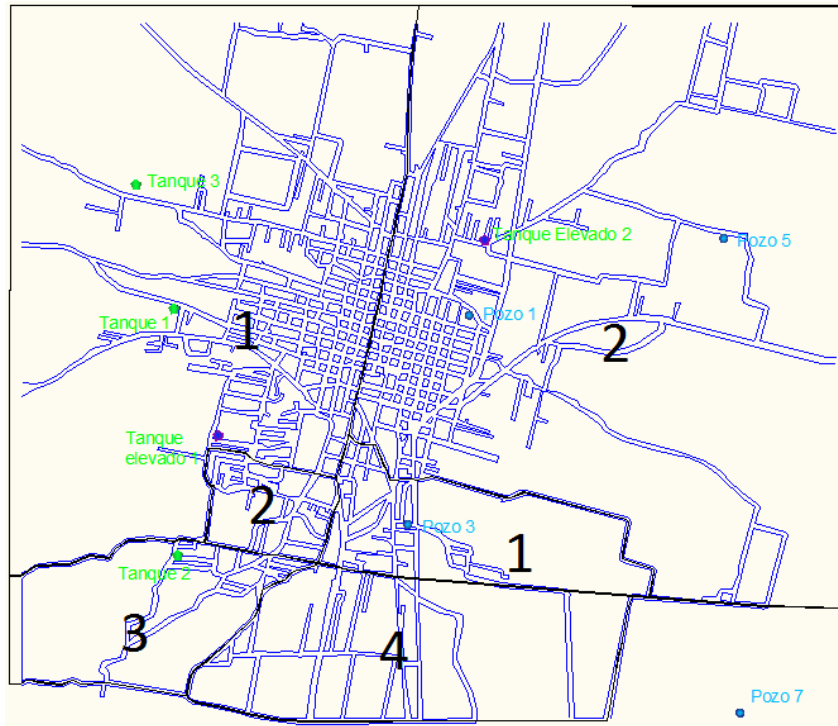 Tanque 3
Tanque Elevado 2
Pozo 5
Tanque 1
1
Pozo 1
2
Tanque
elevado 1
2
Pozo 3
1
Tanque 2
3
4
Pozo 7